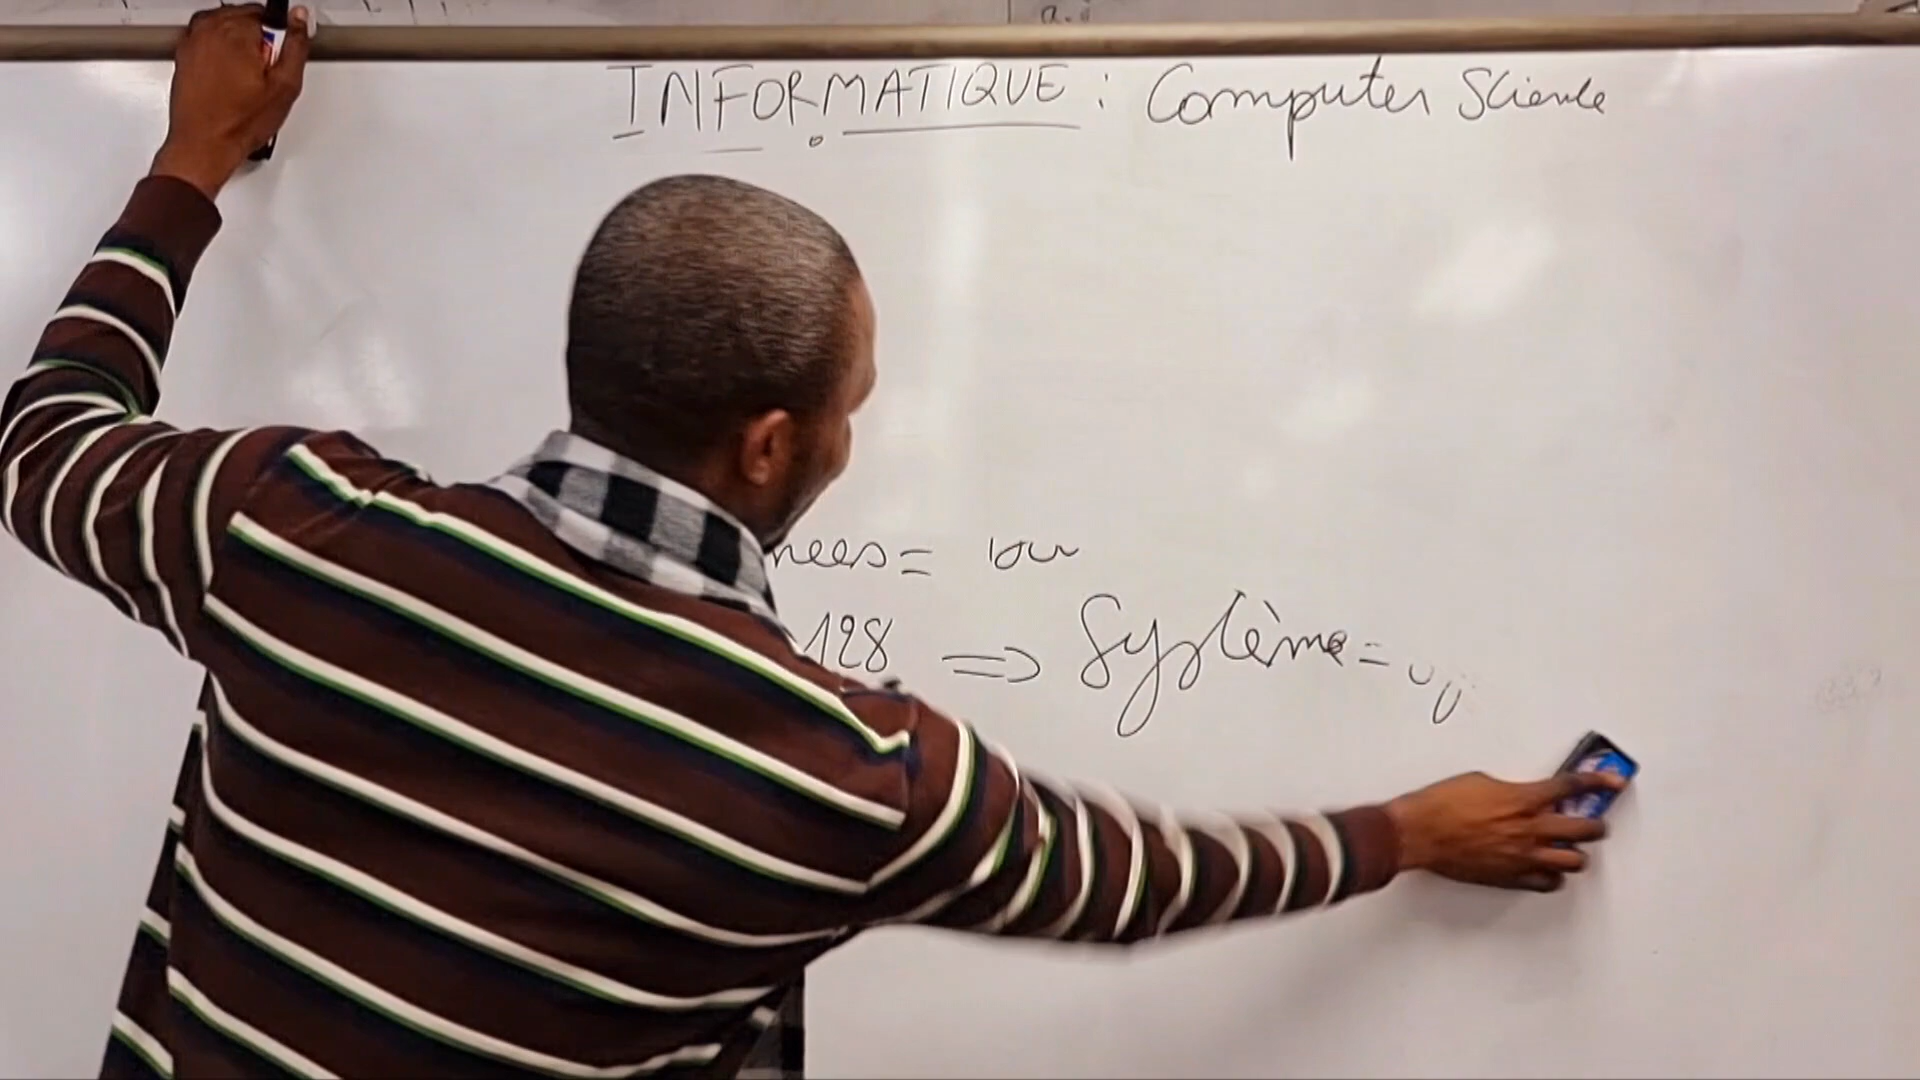 INFORMATIQUE : Computer Science
nees =
128 ⇒ Système =